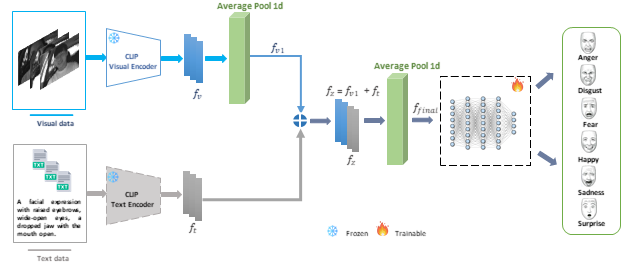 Average Pool 1d
CLIP
Visual Encoder
f_v
f_{v1}
Visual data
Average Pool 1d
f_z = f_{v1} + f_t
f_z
f_{final}
TXT
TXT
TXT
A facial expression
with raised eyebrows,
wide-open eyes, a
dropped jaw with the
mouth open.
Text data
CLIP
Text Encoder
f_t
Frozen
Trainable
Anger
Disgust
Fear
Happy
Sadness
Surprise